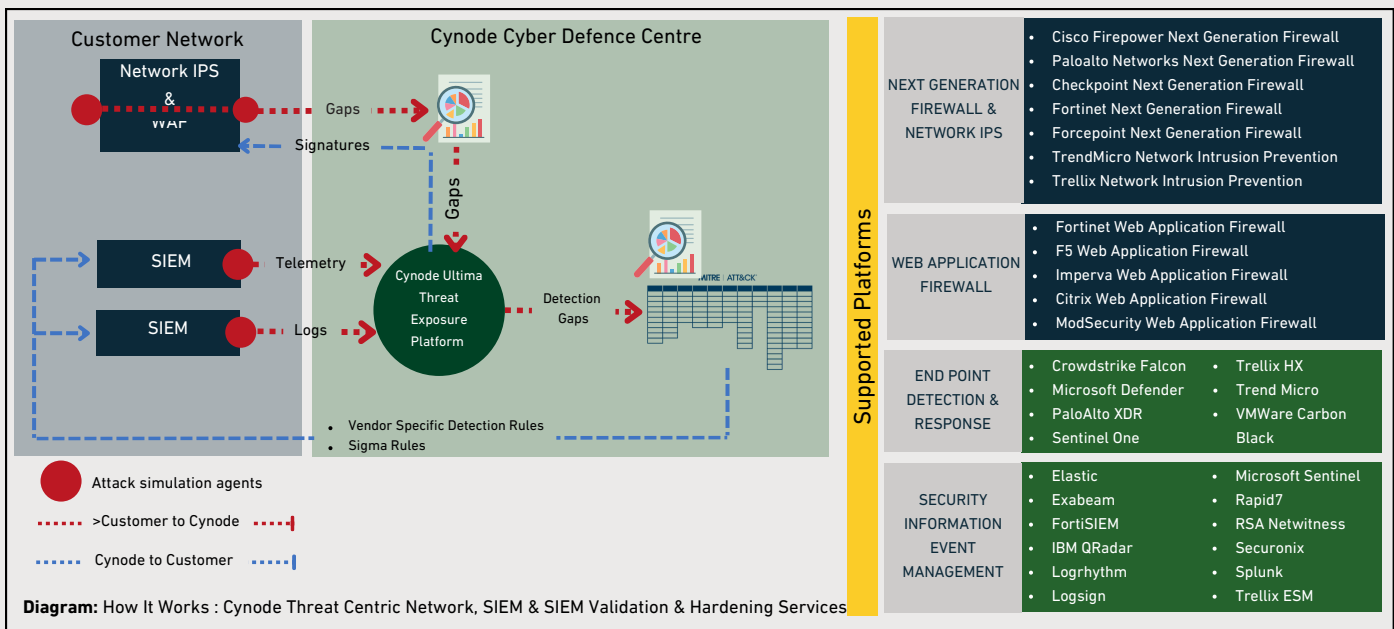 Customer Network
Network IPS
&
WAF
Gaps
Signatures
SIEM
Telemetry
SIEM
Logs
Cynode Cyber Defence Centre
Gaps
Cynode Ultima
Threat
Exposure
Platform
Detection
Gaps
MITRE | ATT&CK®
• Vendor Specific Detection Rules
• Sigma Rules
Attack simulation agents
>Customer to Cynode
Cynode to Customer
Diagram: How It Works : Cynode Threat Centric Network, SIEM & SIEM Validation & Hardening Services
Supported Platforms
NEXT GENERATION
FIREWALL &
NETWORK IPS
• Cisco Firepower Next Generation Firewall
• Paloalto Networks Next Generation Firewall
• Checkpoint Next Generation Firewall
• Fortinet Next Generation Firewall
• Forcepoint Next Generation Firewall
• TrendMicro Network Intrusion Prevention
• Trellix Network Intrusion Prevention
WEB APPLICATION
FIREWALL
• Fortinet Web Application Firewall
• F5 Web Application Firewall
• Imperva Web Application Firewall
• Citrix Web Application Firewall
• ModSecurity Web Application Firewall
END POINT
DETECTION &
RESPONSE
• Crowdstrike Falcon
• Microsoft Defender
• PaloAlto XDR
• Sentinel One
• Trellix HX
• Trend Micro
• VMWare Carbon
Black
SECURITY
INFORMATION
EVENT
MANAGEMENT
• Elastic
• Exabeam
• FortiSIEM
• IBM QRadar
• Logrhythm
• Logsign
• Microsoft Sentinel
• Rapid7
• RSA Netwitness
• Securonix
• Splunk
• Trellix ESM